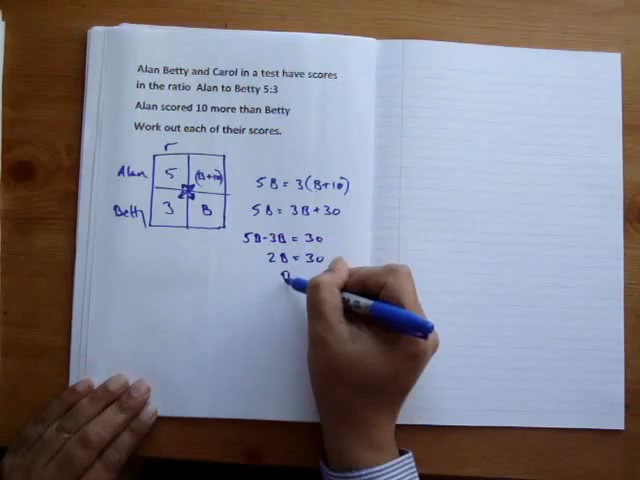 Alan Betty and Carol in a test have scores
in the ratio Alan to Betty 5:3
Alan scored 10 more than Betty
Work out each of their scores.
r
Alan 5 (B+10)
Betty 3 B
5B = 3(B+10)
5B = 3B + 30
5B - 3B = 30
2B = 30
B